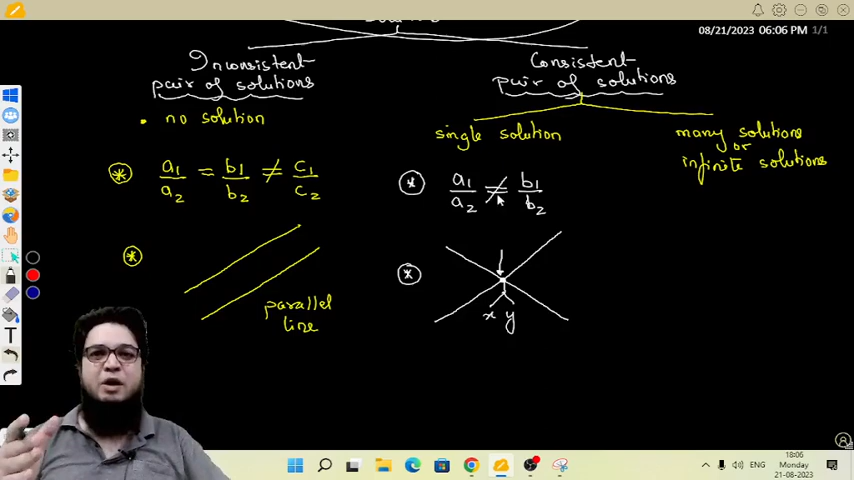 08/21/2023 06:06 PM 1/1
Inconsistent
pair of solutions
Consistent
pair of solutions
• no solution
single solution
many solutions
or
infinite solutions
* a1/a2 = b1/b2 ≠ c1/c2
* a1/a2 ≠ b1/b2
*
parallel
line
*
x y
T
ENG
18:06
Monday
21-08-2023